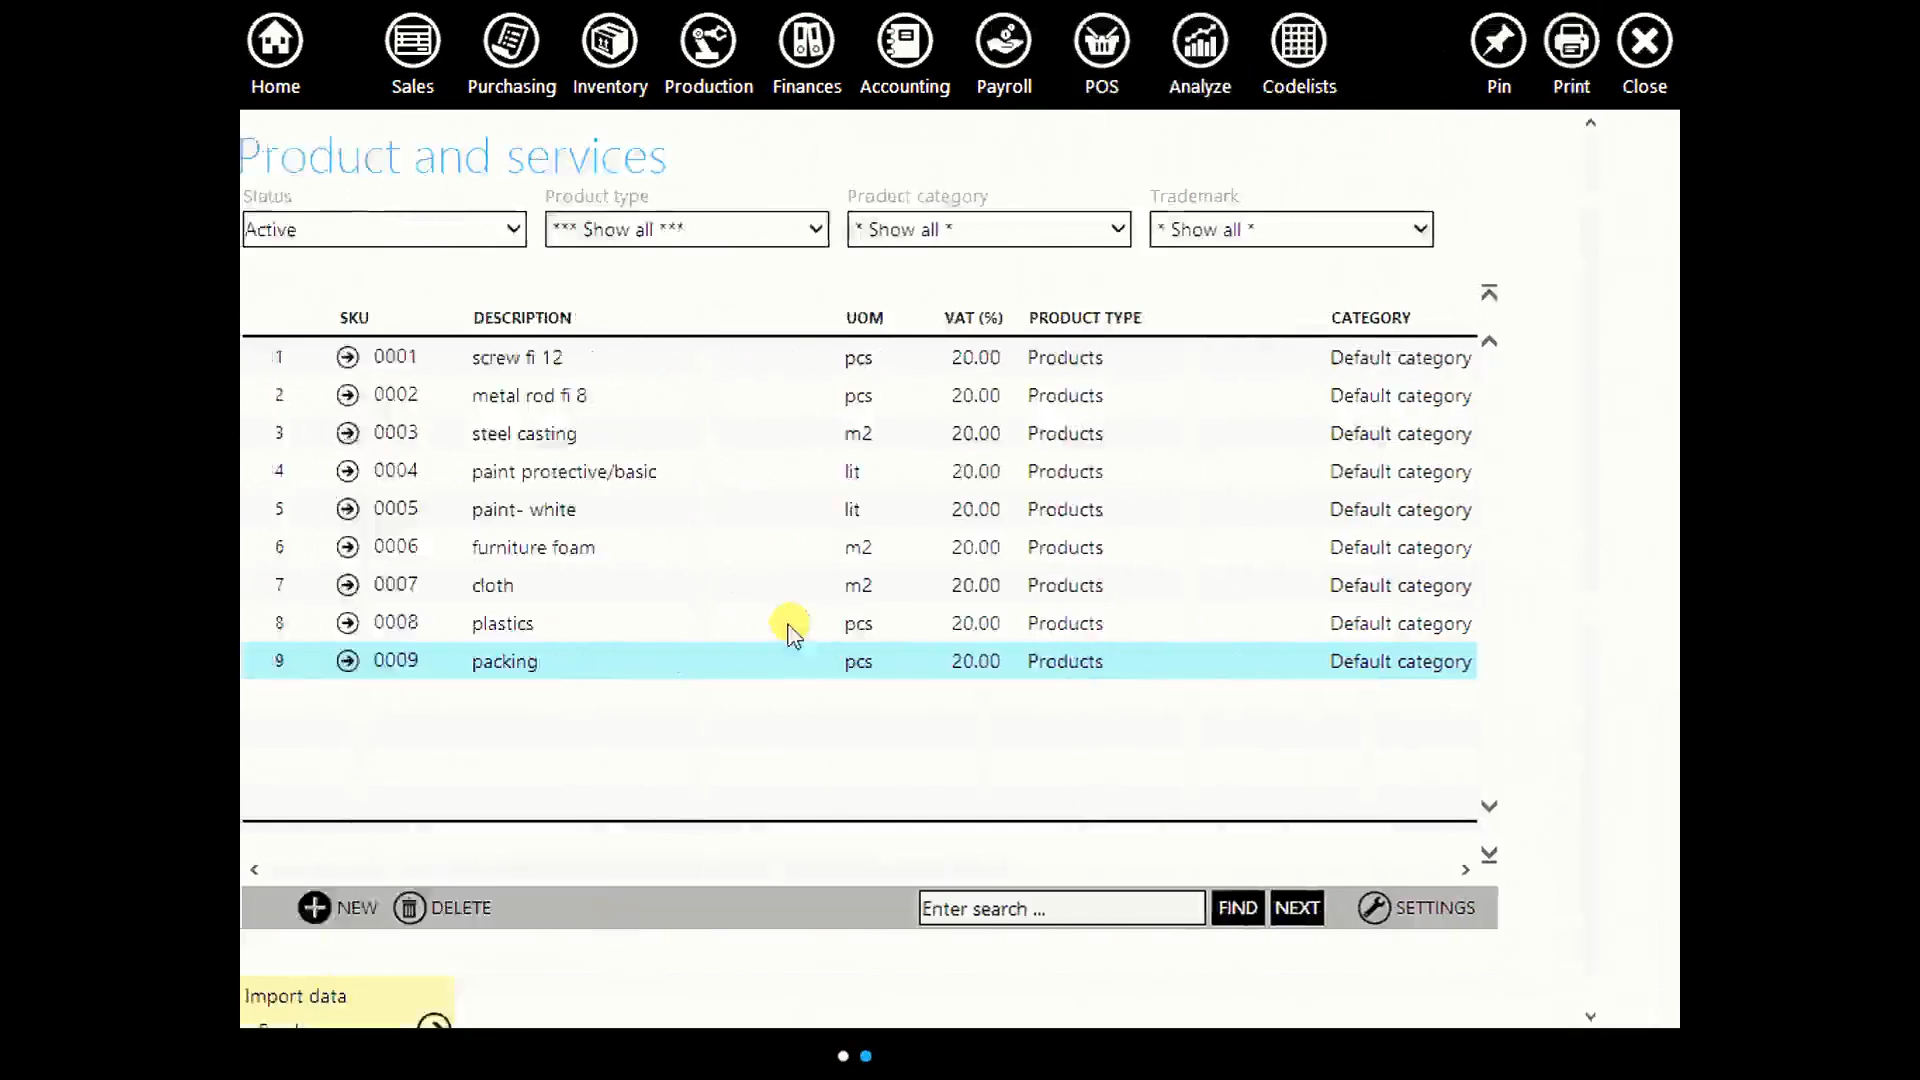 Home Sales Purchasing Inventory Production Finances Accounting Payroll POS Analyze Codelists Pin Print Close
Product and services
Status Product type Product category Trademark
Active *** Show all *** * Show all * * Show all *
SKU DESCRIPTION UOM VAT (%) PRODUCT TYPE CATEGORY
1 0001 screw fi 12 pcs 20.00 Products Default category
2 0002 metal rod fi 8 pcs 20.00 Products Default category
3 0003 steel casting m2 20.00 Products Default category
4 0004 paint protective/basic lit 20.00 Products Default category
5 0005 paint- white lit 20.00 Products Default category
6 0006 furniture foam m2 20.00 Products Default category
7 0007 cloth m2 20.00 Products Default category
8 0008 plastics pcs 20.00 Products Default category
9 0009 packing pcs 20.00 Products Default category
NEW DELETE Enter search ... FIND NEXT SETTINGS
Import data